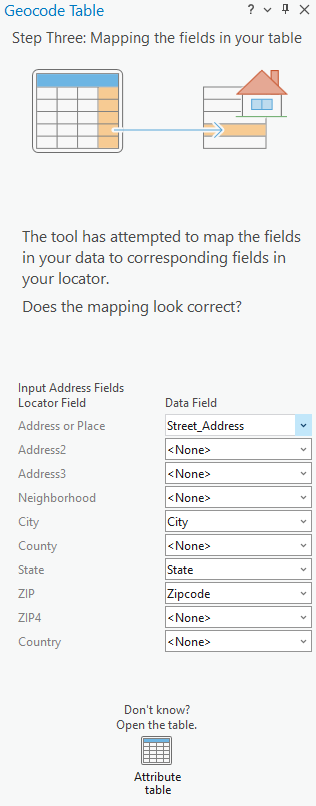 Geocode Table ?
Step Three: Mapping the fields in your table
The tool has attempted to map the fields
in your data to corresponding fields in
your locator.
Does the mapping look correct?
Input Address Fields
Locator Field Data Field
Address or Place Street_Address
Address2 <None>
Address3 <None>
Neighborhood <None>
City City
County <None>
State State
ZIP Zipcode
ZIP4 <None>
Country <None>
Don't know?
Open the table.
Attribute
table